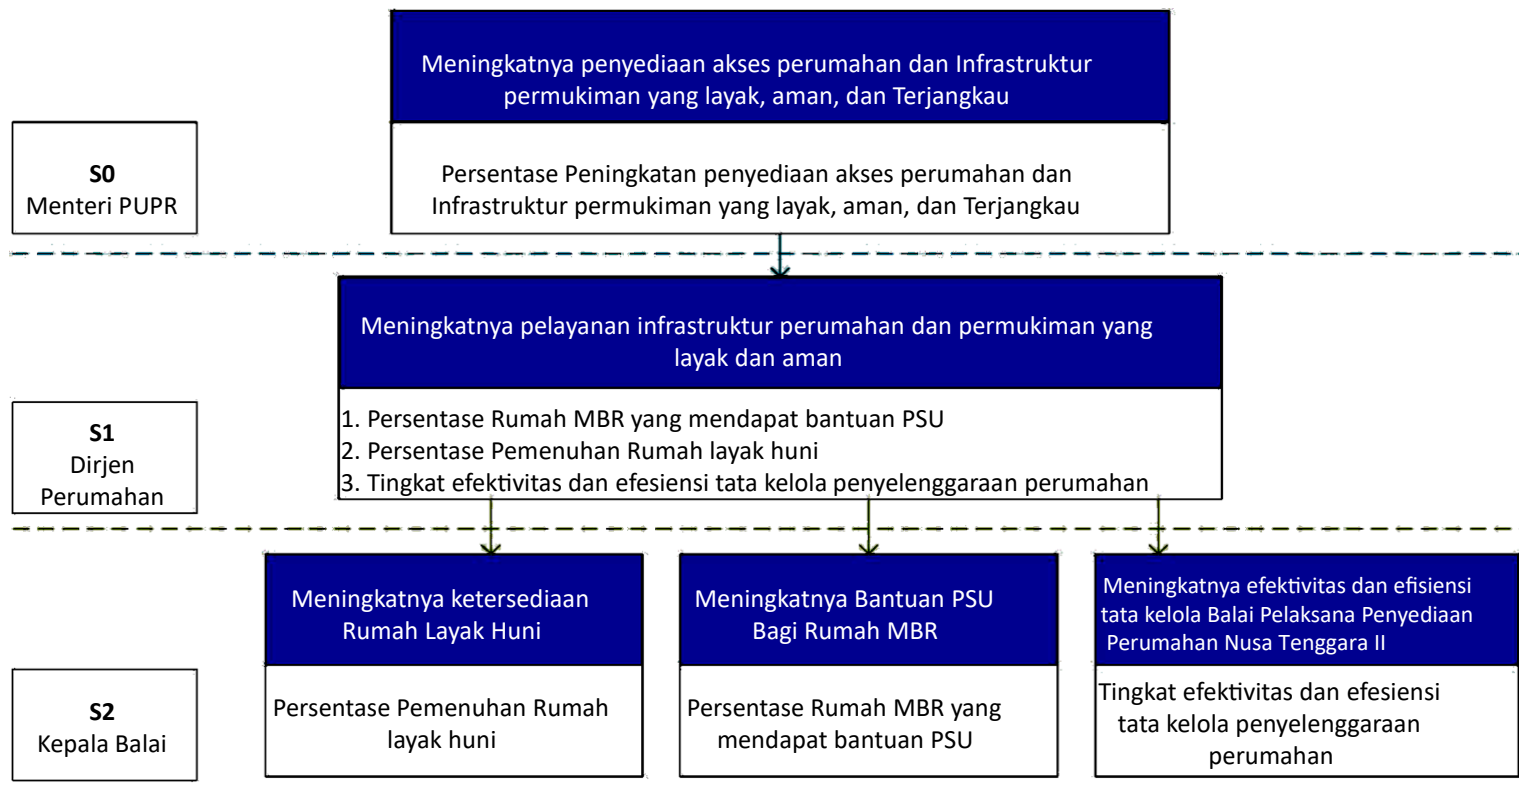 Meningkatnya penyediaan akses perumahan dan Infrastruktur
permukiman yang layak, aman, dan Terjangkau
S0
Menteri PUPR
Persentase Peningkatan penyediaan akses perumahan dan
Infrastruktur permukiman yang layak, aman, dan Terjangkau
Meningkatnya pelayanan infrastruktur perumahan dan permukiman yang
layak dan aman
S1
Dirjen
Perumahan
1. Persentase Rumah MBR yang mendapat bantuan PSU
2. Persentase Pemenuhan Rumah layak huni
3. Tingkat efektivitas dan efesiensi tata kelola penyelenggaraan perumahan
Meningkatnya ketersediaan
Rumah Layak Huni
Meningkatnya Bantuan PSU
Bagi Rumah MBR
Meningkatnya efektivitas dan efisiensi
tata kelola Balai Pelaksana Penyediaan
Perumahan Nusa Tenggara II
S2
Kepala Balai
Persentase Pemenuhan Rumah
layak huni
Persentase Rumah MBR yang
mendapat bantuan PSU
Tingkat efektivitas dan efesiensi
tata kelola penyelenggaraan
perumahan